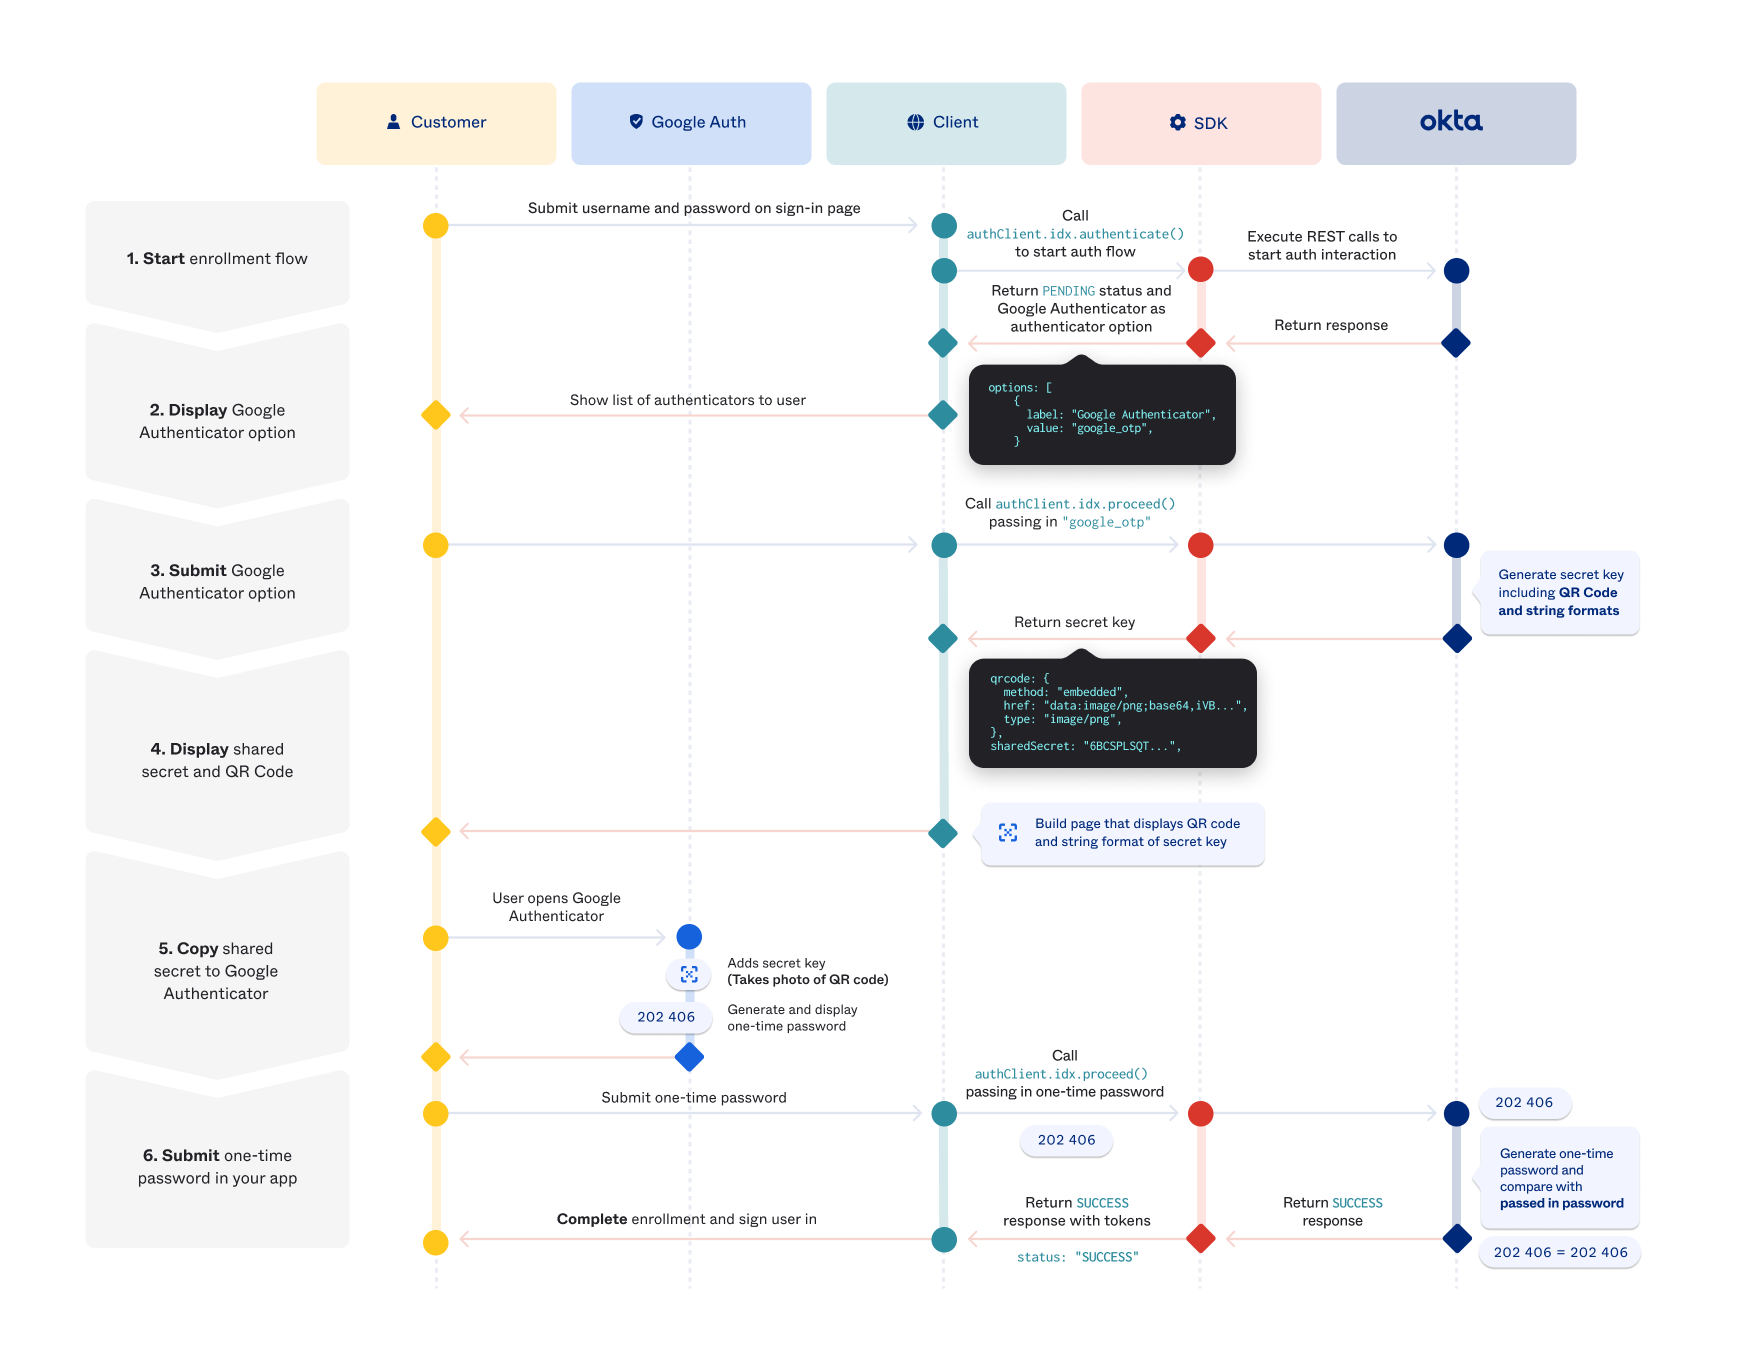 Customer
Google Auth
Client
SDK
okta
1. Start enrollment flow
Submit username and password on sign-in page
Call
authClient.idx.authenticate()
to start auth flow
Execute REST calls to
start auth interaction
Return PENDING status and
Google Authenticator as
authenticator option
Return response
2. Display Google
Authenticator option
Show list of authenticators to user
options: [
{
label: "Google Authenticator",
value: "google_otp",
}
3. Submit Google
Authenticator option
Call authClient.idx.proceed()
passing in "google_otp"
Generate secret key
including QR Code
and string formats
Return secret key
qrcode: {
method: "embedded",
href: "data:image/png;base64,iVB...",
type: "image/png",
},
sharedSecret: "6BCSPLSQT...",
4. Display shared
secret and QR Code
Build page that displays QR code
and string format of secret key
5. Copy shared
secret to Google
Authenticator
User opens Google
Authenticator
Adds secret key
(Takes photo of QR code)
202 406
Generate and display
one-time password
6. Submit one-time
password in your app
Submit one-time password
Call
authClient.idx.proceed()
passing in one-time password
202 406
202 406
Generate one-time
password and
compare with
passed in password
Complete enrollment and sign user in
Return SUCCESS
response with tokens
status: "SUCCESS"
Return SUCCESS
response
202 406 = 202 406